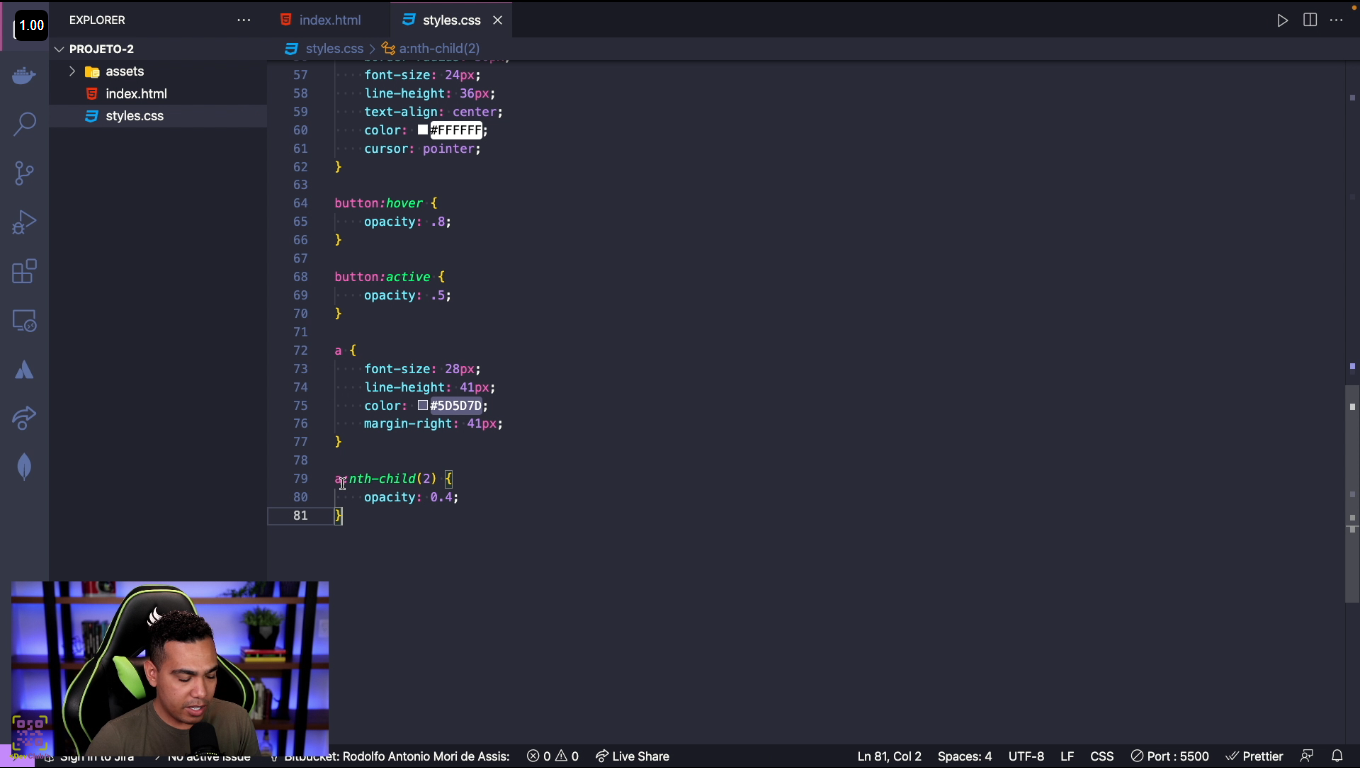 1.00
EXPLORER
···
index.html
styles.css
PROJETO-2
styles.css > a:nth-child(2)
assets
index.html
styles.css
57 font-size: 24px;
58 line-height: 36px;
59 text-align: center;
60 color: #FFFFFF;
61 cursor: pointer;
62 }
63
64 button:hover {
65 opacity: .8;
66 }
67
68 button:active {
69 opacity: .5;
70 }
71
72 a {
73 font-size: 28px;
74 line-height: 41px;
75 color: #5D5D7D;
76 margin-right: 41px;
77 }
78
79 a:nth-child(2) {
80 opacity: 0.4;
81 }
Sign in to Jira
No active issue
Bitbucket: Rodolfo Antonio Mori de Assis:
0
0
Live Share
Ln 81, Col 2
Spaces: 4
UTF-8
LF
CSS
Port : 5500
Prettier